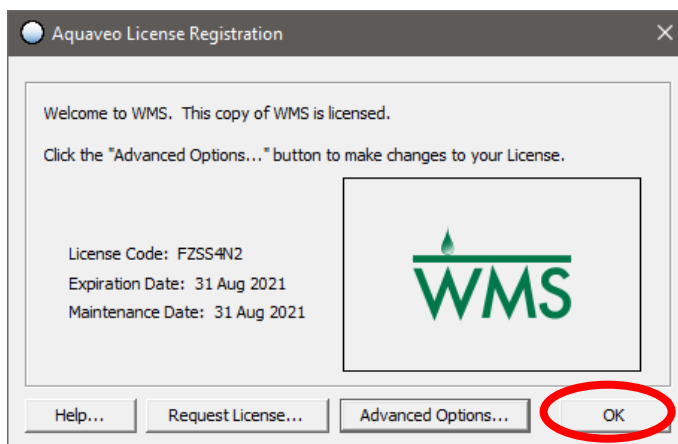 Aquaveo License Registration
Welcome to WMS. This copy of WMS is licensed.
Click the "Advanced Options..." button to make changes to your License.
License Code: FZSS4N2
Expiration Date: 31 Aug 2021
Maintenance Date: 31 Aug 2021
WMS
Help...
Request License...
Advanced Options...
OK